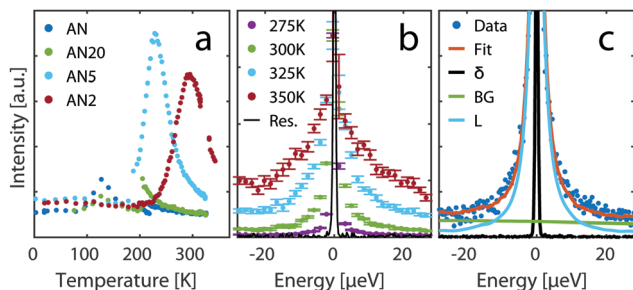 Intensity [a.u.]
a
AN
AN20
AN5
AN2
0 100 200 300
Temperature [K]
b
275K
300K
325K
350K
Res.
-20 0 20
Energy [μeV]
c
Data
Fit
δ
BG
L
-20 0 20
Energy [μeV]